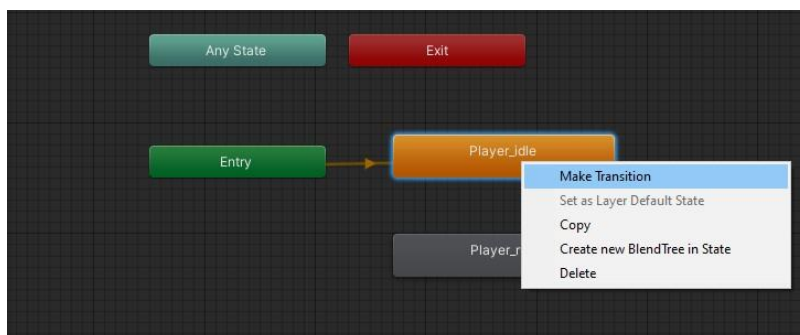 Any State
Exit
Entry
Player_idle
Make Transition
Set as Layer Default State
Copy
Create new BlendTree in State
Delete